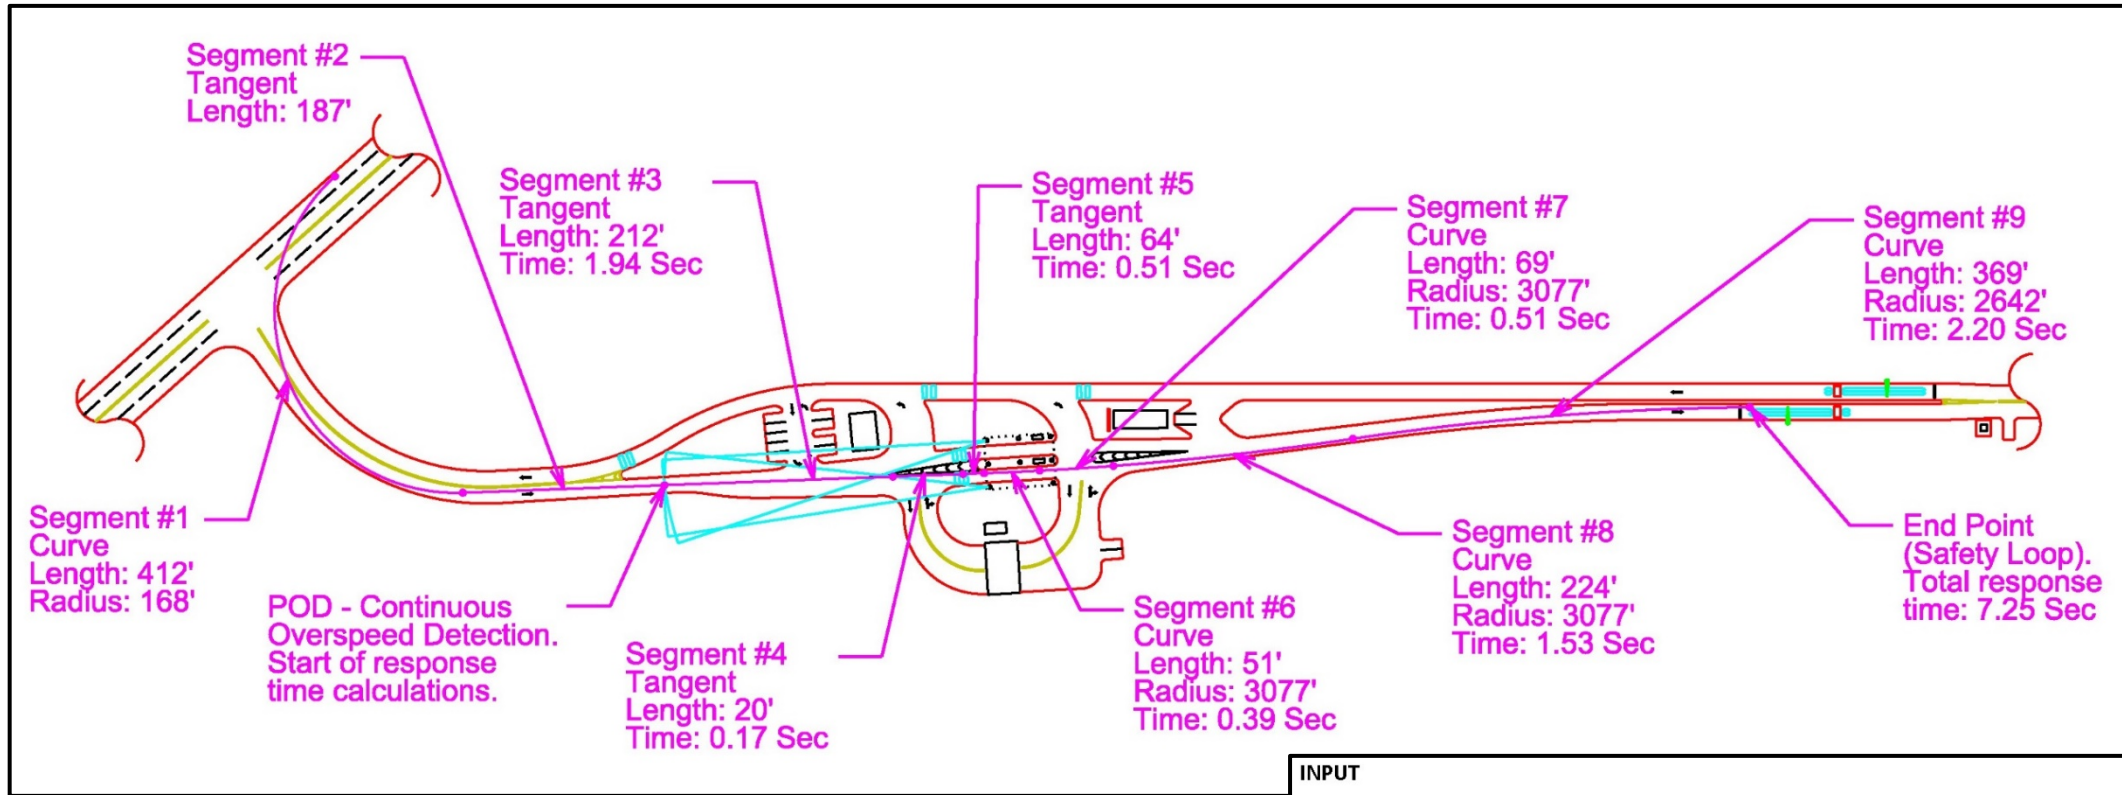 Segment #2
Tangent
Length: 187'
Segment #3
Tangent
Length: 212'
Time: 1.94 Sec
Segment #5
Tangent
Length: 64'
Time: 0.51 Sec
Segment #7
Curve
Length: 69'
Radius: 3077'
Time: 0.51 Sec
Segment #9
Curve
Length: 369'
Radius: 2642'
Time: 2.20 Sec
Segment #1
Curve
Length: 412'
Radius: 168'
POD - Continuous
Overspeed Detection.
Start of response
time calculations.
Segment #4
Tangent
Length: 20'
Time: 0.17 Sec
Segment #6
Curve
Length: 51'
Radius: 3077'
Time: 0.39 Sec
Segment #8
Curve
Length: 224'
Radius: 3077'
Time: 1.53 Sec
End Point
(Safety Loop).
Total response
time: 7.25 Sec
INPUT